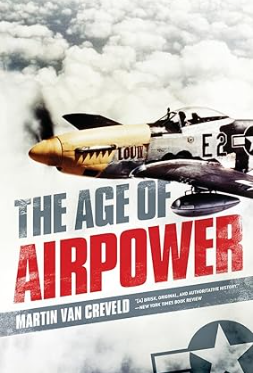 LOU IV
E2
THE AGE OF
AIRPOWER
MARTIN VAN CREVELD
"[A] BRISK, ORIGINAL, AND AUTHORITATIVE HISTORY."
—NEW YORK TIMES BOOK REVIEW